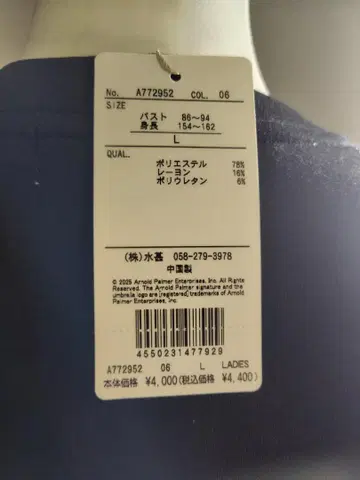 No. A772952 COL. 06
SIZE
バスト 86〜94
身長 154〜162
L
QUAL.
ポリエステル 78%
レーヨン 16%
ポリウレタン 6%
(株)水甚 058-279-3978
中国製
© 2025 Arnold Palmer Enterprises, Inc. All Rights
Reserved. The Arnold Palmer signature and the
umbrella logo are [registered] trademarks of Arnold
Palmer Enterprises, Inc.
4550231477929
A772952 06 L LADIES
本体価格 ¥4,000(税込価格 ¥4,400)